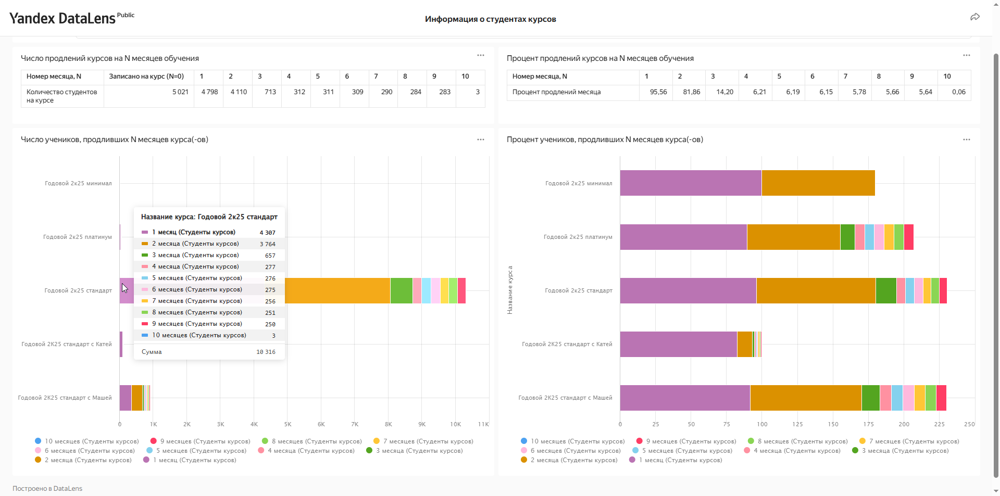 Yandex DataLens Public
Информация о студентах курсов
Число продлений курсов на N месяцев обучения
Номер месяца, N Записано на курс (N=0) 1 2 3 4 5 6 7 8 9 10
Количество студентов на курсе 5 021 4 798 4 110 713 312 311 309 290 284 283 3
Процент продлений курсов на N месяцев обучения
Номер месяца, N 1 2 3 4 5 6 7 8 9 10
Процент продлений месяца 95,56 81,86 14,20 6,21 6,19 6,15 5,78 5,66 5,64 0,06
Число учеников, продливших N месяцев курса(-ов)
Годовой 2к25 минимал
Годовой 2к25 платинум
Годовой 2к25 стандарт
Годовой 2К25 стандарт с Катей
Годовой 2К25 стандарт с Машей
Название курса: Годовой 2к25 стандарт
1 месяц (Студенты курсов) 4 307
2 месяца (Студенты курсов) 3 764
3 месяца (Студенты курсов) 657
4 месяца (Студенты курсов) 277
5 месяцев (Студенты курсов) 276
6 месяцев (Студенты курсов) 275
7 месяцев (Студенты курсов) 256
8 месяцев (Студенты курсов) 251
9 месяцев (Студенты курсов) 250
10 месяцев (Студенты курсов) 3
Сумма 10 316
0 1K 2K 3K 4K 5K 6K 7K 8K 9K 10K 11K
10 месяцев (Студенты курсов) 9 месяцев (Студенты курсов) 8 месяцев (Студенты курсов) 7 месяцев (Студенты курсов)
6 месяцев (Студенты курсов) 5 месяцев (Студенты курсов) 4 месяца (Студенты курсов) 3 месяца (Студенты курсов)
2 месяца (Студенты курсов) 1 месяц (Студенты курсов)
Процент учеников, продливших N месяцев курса(-ов)
Название курса
Годовой 2к25 минимал
Годовой 2к25 платинум
Годовой 2к25 стандарт
Годовой 2К25 стандарт с Катей
Годовой 2К25 стандарт с Машей
0 25 50 75 100 125 150 175 200 225 250
10 месяцев (Студенты курсов) 9 месяцев (Студенты курсов) 8 месяцев (Студенты курсов) 7 месяцев (Студенты курсов)
6 месяцев (Студенты курсов) 5 месяцев (Студенты курсов) 4 месяца (Студенты курсов) 3 месяца (Студенты курсов)
2 месяца (Студенты курсов) 1 месяц (Студенты курсов)
Построено в DataLens